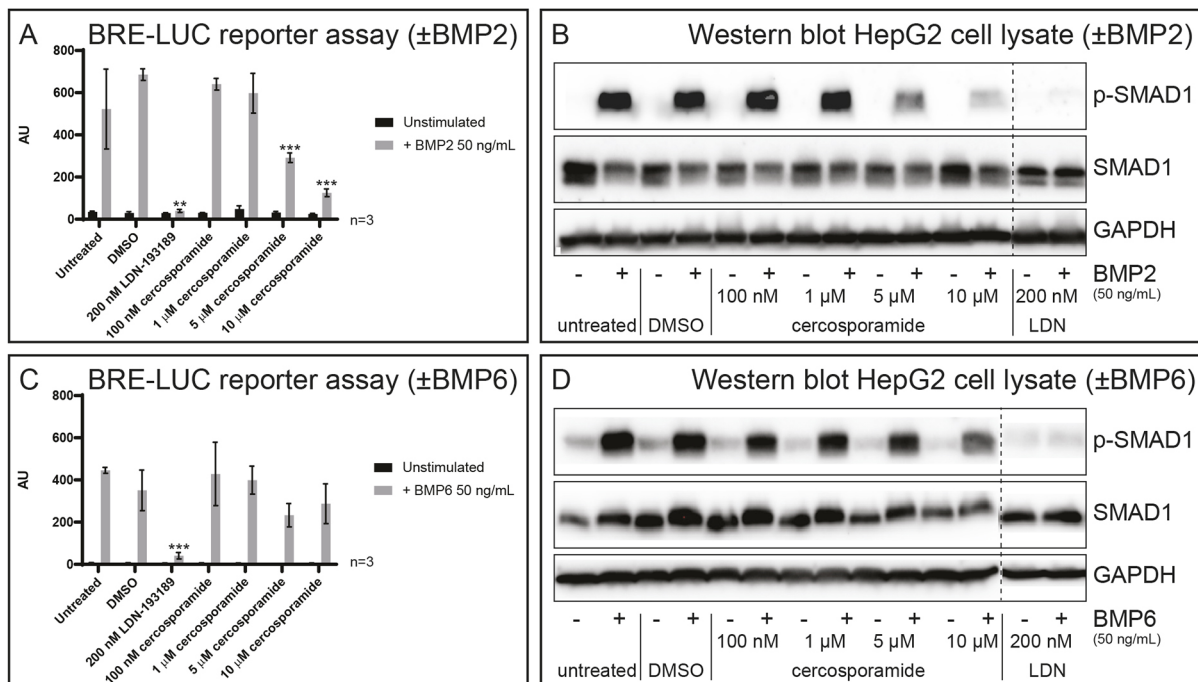 A BRE-LUC reporter assay (±BMP2)
800
600
400
200
0
AU
Unstimulated
+ BMP2 50 ng/mL
**
***
***
n=3
Untreated
DMSO
200 nM LDN-193189
100 nM cercosporamide
1 µM cercosporamide
5 µM cercosporamide
10 µM cercosporamide
B Western blot HepG2 cell lysate (±BMP2)
p-SMAD1
SMAD1
GAPDH
- + - + - + - + - + - + - + BMP2
100 nM 1 µM 5 µM 10 µM 200 nM (50 ng/mL)
untreated DMSO cercosporamide LDN
C BRE-LUC reporter assay (±BMP6)
800
600
400
200
0
AU
Unstimulated
+ BMP6 50 ng/mL
***
n=3
Untreated
DMSO
200 nM LDN-193189
100 nM cercosporamide
1 µM cercosporamide
5 µM cercosporamide
10 µM cercosporamide
D Western blot HepG2 cell lysate (±BMP6)
p-SMAD1
SMAD1
GAPDH
- + - + - + - + - + - + - + BMP6
100 nM 1 µM 5 µM 10 µM 200 nM (50 ng/mL)
untreated DMSO cercosporamide LDN